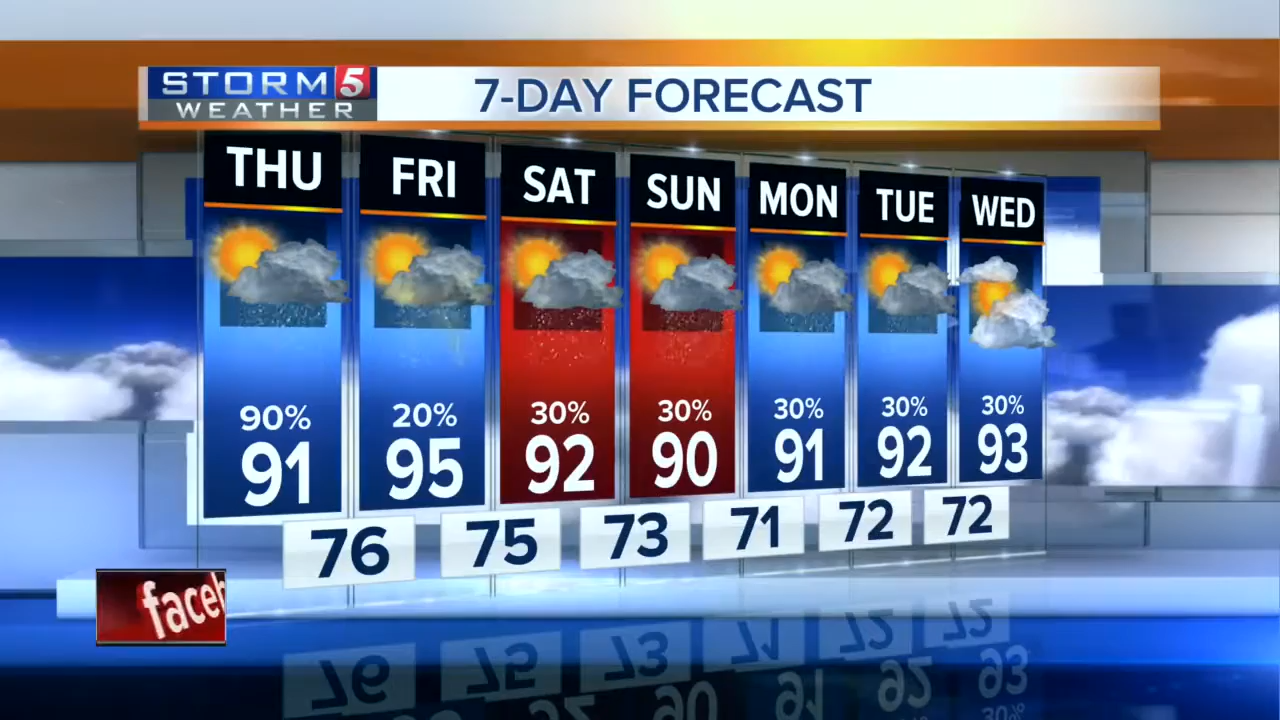 STORM 5
WEATHER
7-DAY FORECAST
THU FRI SAT SUN MON TUE WED
90% 20% 30% 30% 30% 30% 30%
91 95 92 90 91 92 93
76 75 73 71 72 72
faceb